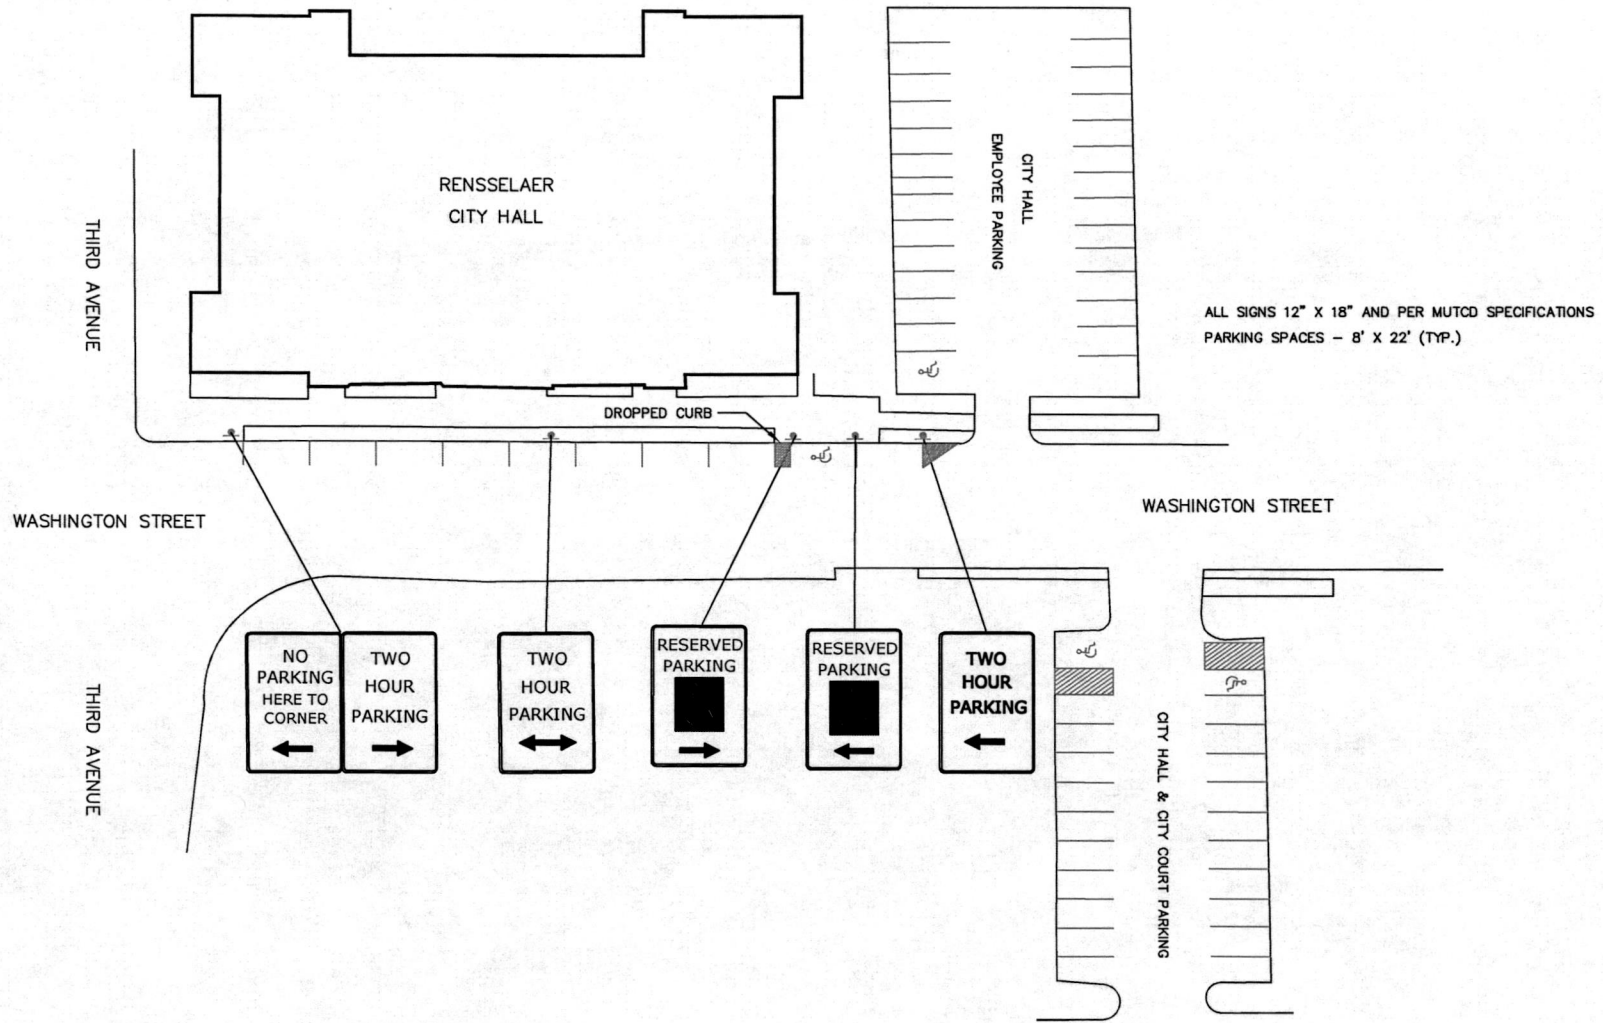 RENSSELAER
CITY HALL
CITY HALL
EMPLOYEE PARKING
THIRD AVENUE
ALL SIGNS 12" X 18" AND PER MUTCD SPECIFICATIONS
PARKING SPACES – 8' X 22' (TYP.)
DROPPED CURB
WASHINGTON STREET
WASHINGTON STREET
NO
PARKING
HERE TO
CORNER
TWO
HOUR
PARKING
TWO
HOUR
PARKING
RESERVED
PARKING
RESERVED
PARKING
TWO
HOUR
PARKING
THIRD AVENUE
CITY HALL & CITY COURT PARKING